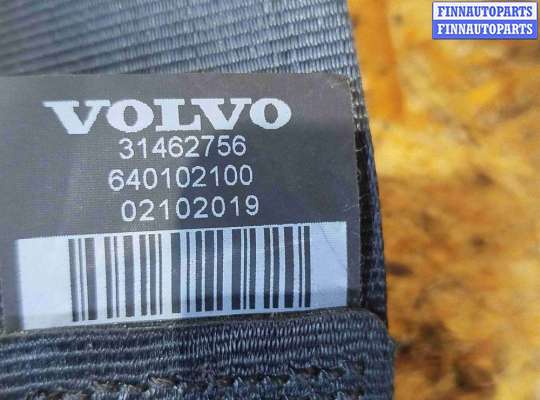 FINNAUTOPARTS
FINNAUTOPARTS
VOLVO
31462756
640102100
02102019